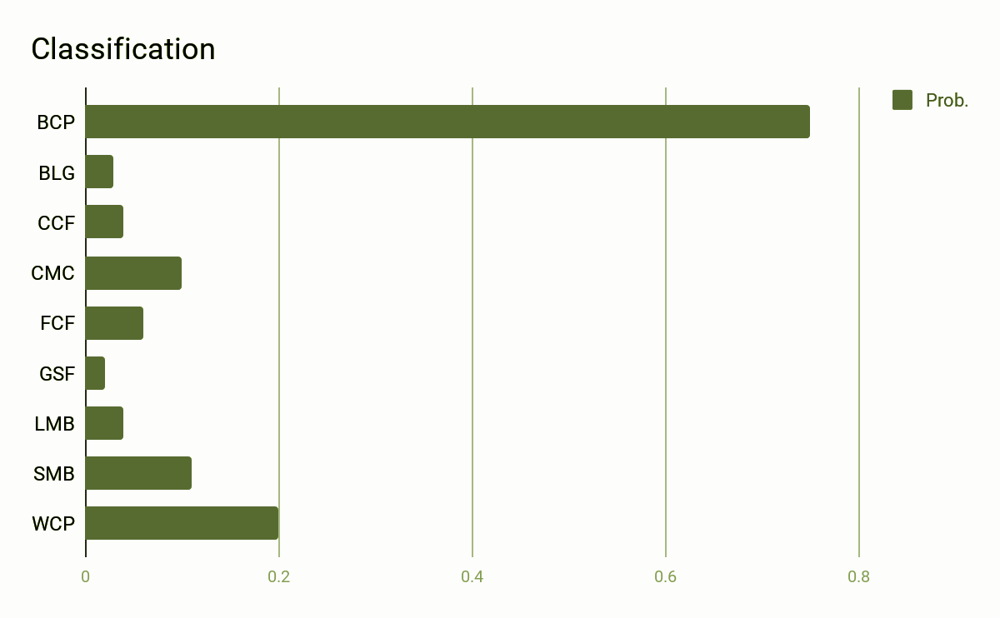 Classification
Prob.
BCP
BLG
CCF
CMC
FCF
GSF
LMB
SMB
WCP
0 0.2 0.4 0.6 0.8